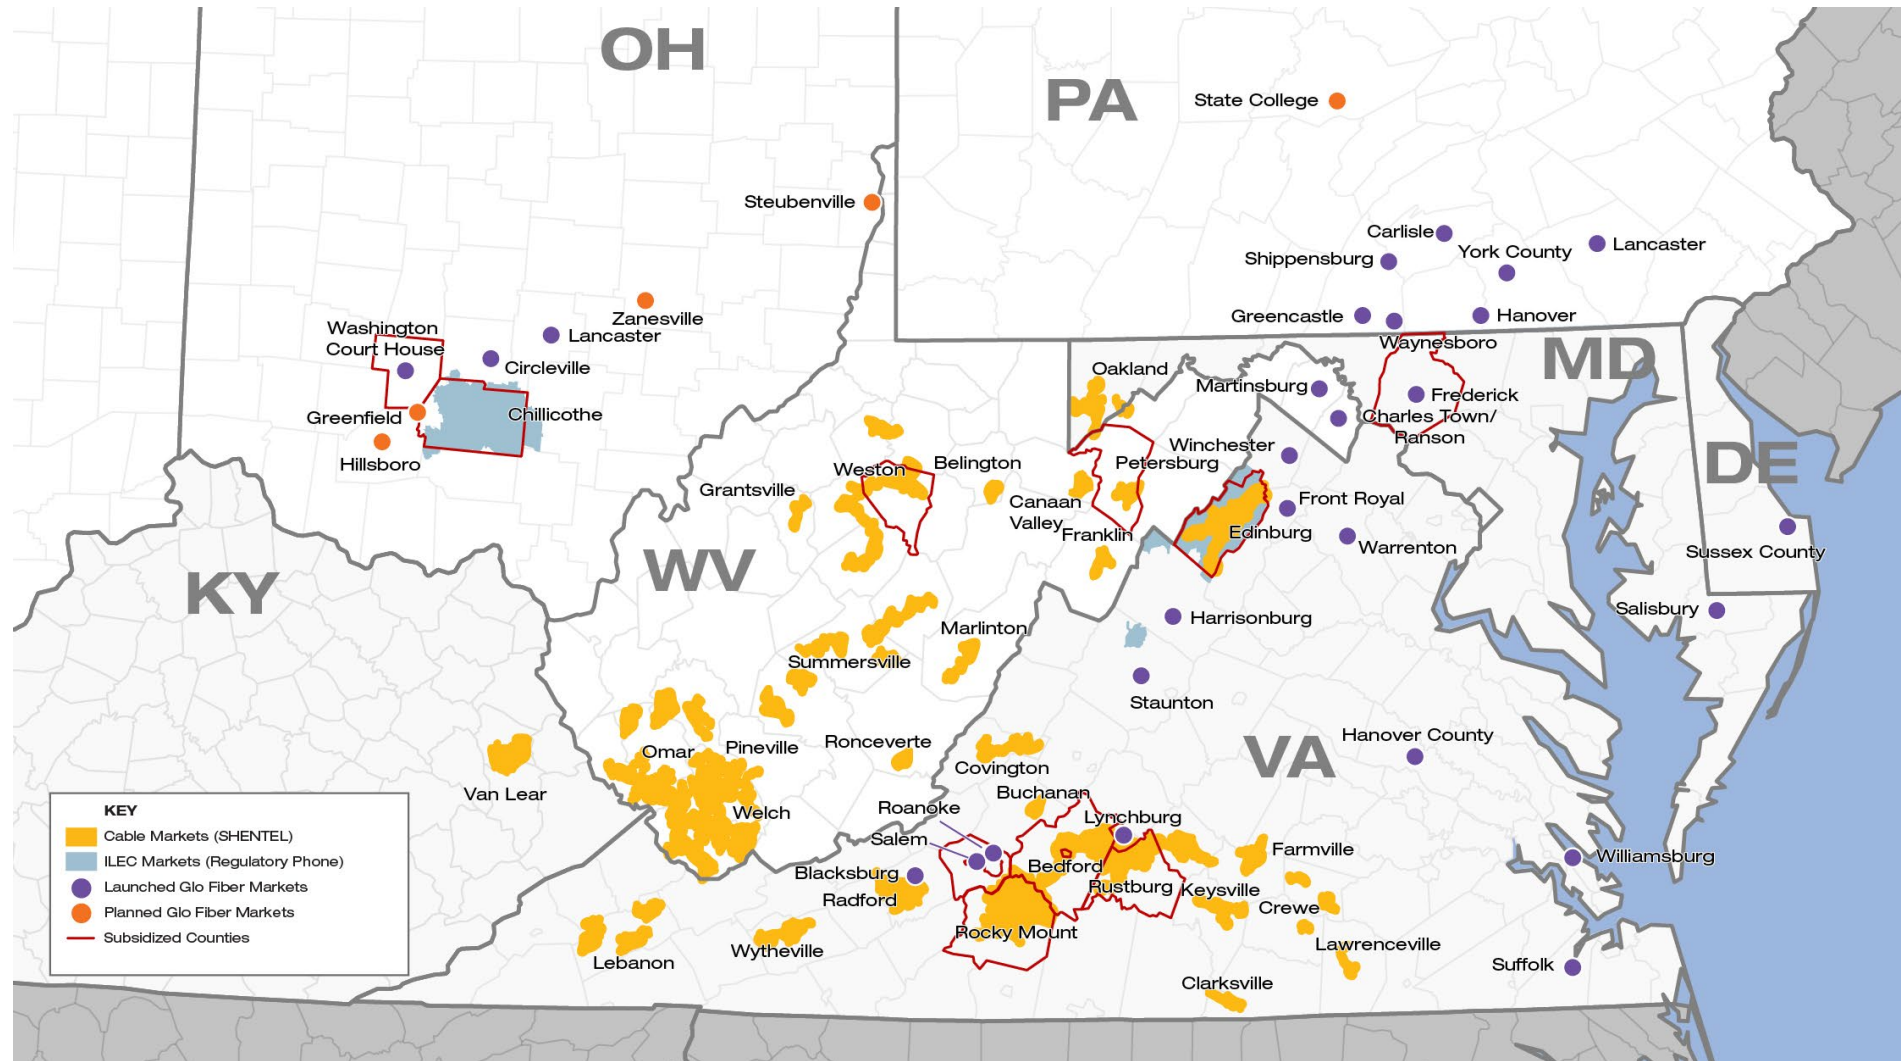 OH
PA
State College
Steubenville
Carlisle
York County
Lancaster
Shippensburg
Zanesville
Greencastle
Hanover
Washington
Court House
Lancaster
Waynesboro
MD
Circleville
Oakland
Martinsburg
Frederick
Greenfield
Chillicothe
Charles Town/
Ranson
Winchester
Hillsboro
Weston
Belington
Petersburg
DE
Grantsville
Canaan
Valley
Front Royal
Franklin
Edinburg
Warrenton
Sussex County
WV
KY
Salisbury
Harrisonburg
Marlinton
Summersville
Staunton
Hanover County
Omar
Pineville
Ronceverte
VA
Covington
Van Lear
Buchanan
Roanoke
Welch
Lynchburg
Salem
Farmville
Williamsburg
Bedford
Blacksburg
Rustburg
Keysville
Radford
Crewe
Rocky Mount
Lawrenceville
Wytheville
Lebanon
Suffolk
Clarksville
KEY
Cable Markets (SHENTEL)
ILEC Markets (Regulatory Phone)
Launched Glo Fiber Markets
Planned Glo Fiber Markets
Subsidized Counties